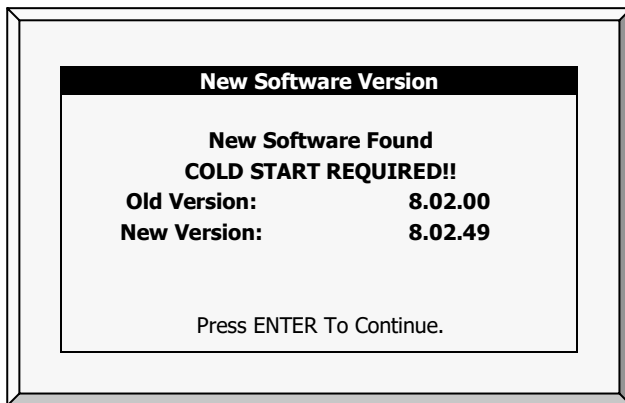 New Software Version
New Software Found
COLD START REQUIRED!!
Old Version: 8.02.00
New Version: 8.02.49
Press ENTER To Continue.